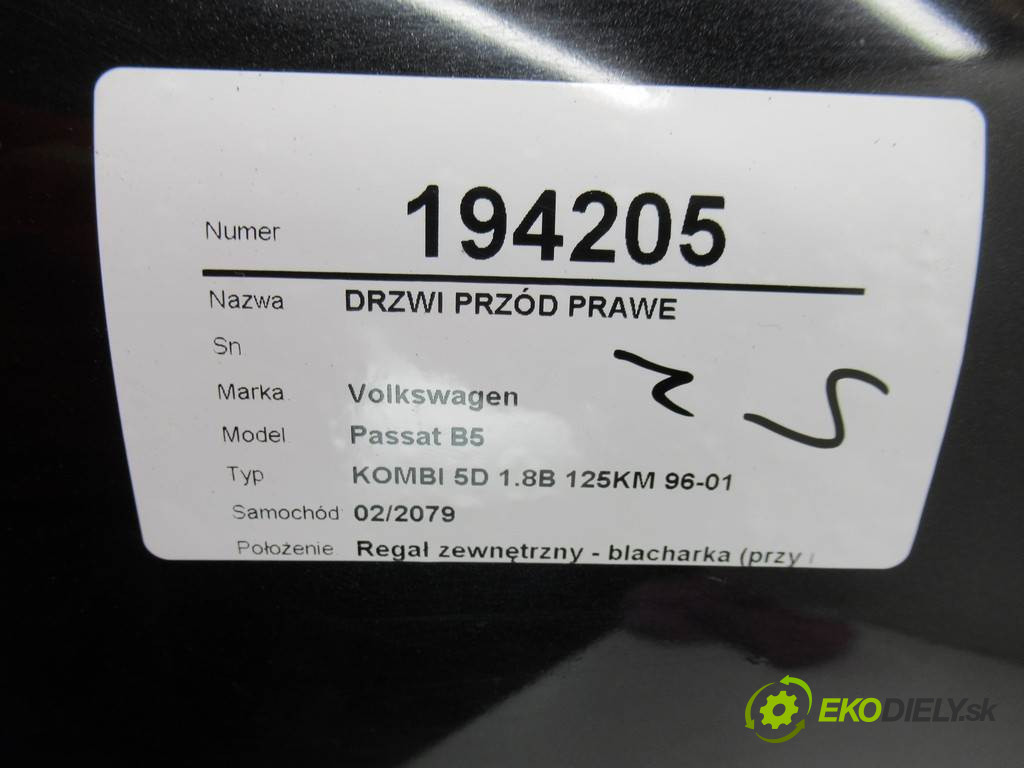 Numer 194205
Nazwa DRZWI PRZÓD PRAWE
Sn
Marka Volkswagen
Model Passat B5
Typ KOMBI 5D 1.8B 125KM 96-01
Samochód 02/2079
Położenie Regał zewnętrzny - blacharka (przy
EKODIELY.sk